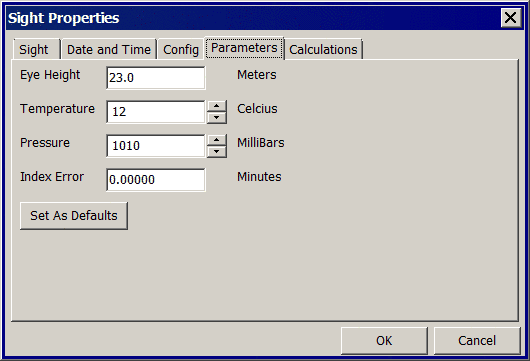 Sight Properties
Sight Date and Time Config Parameters Calculations
Eye Height 23.0 Meters
Temperature 12 Celcius
Pressure 1010 MilliBars
Index Error 0.00000 Minutes
Set As Defaults
OK Cancel